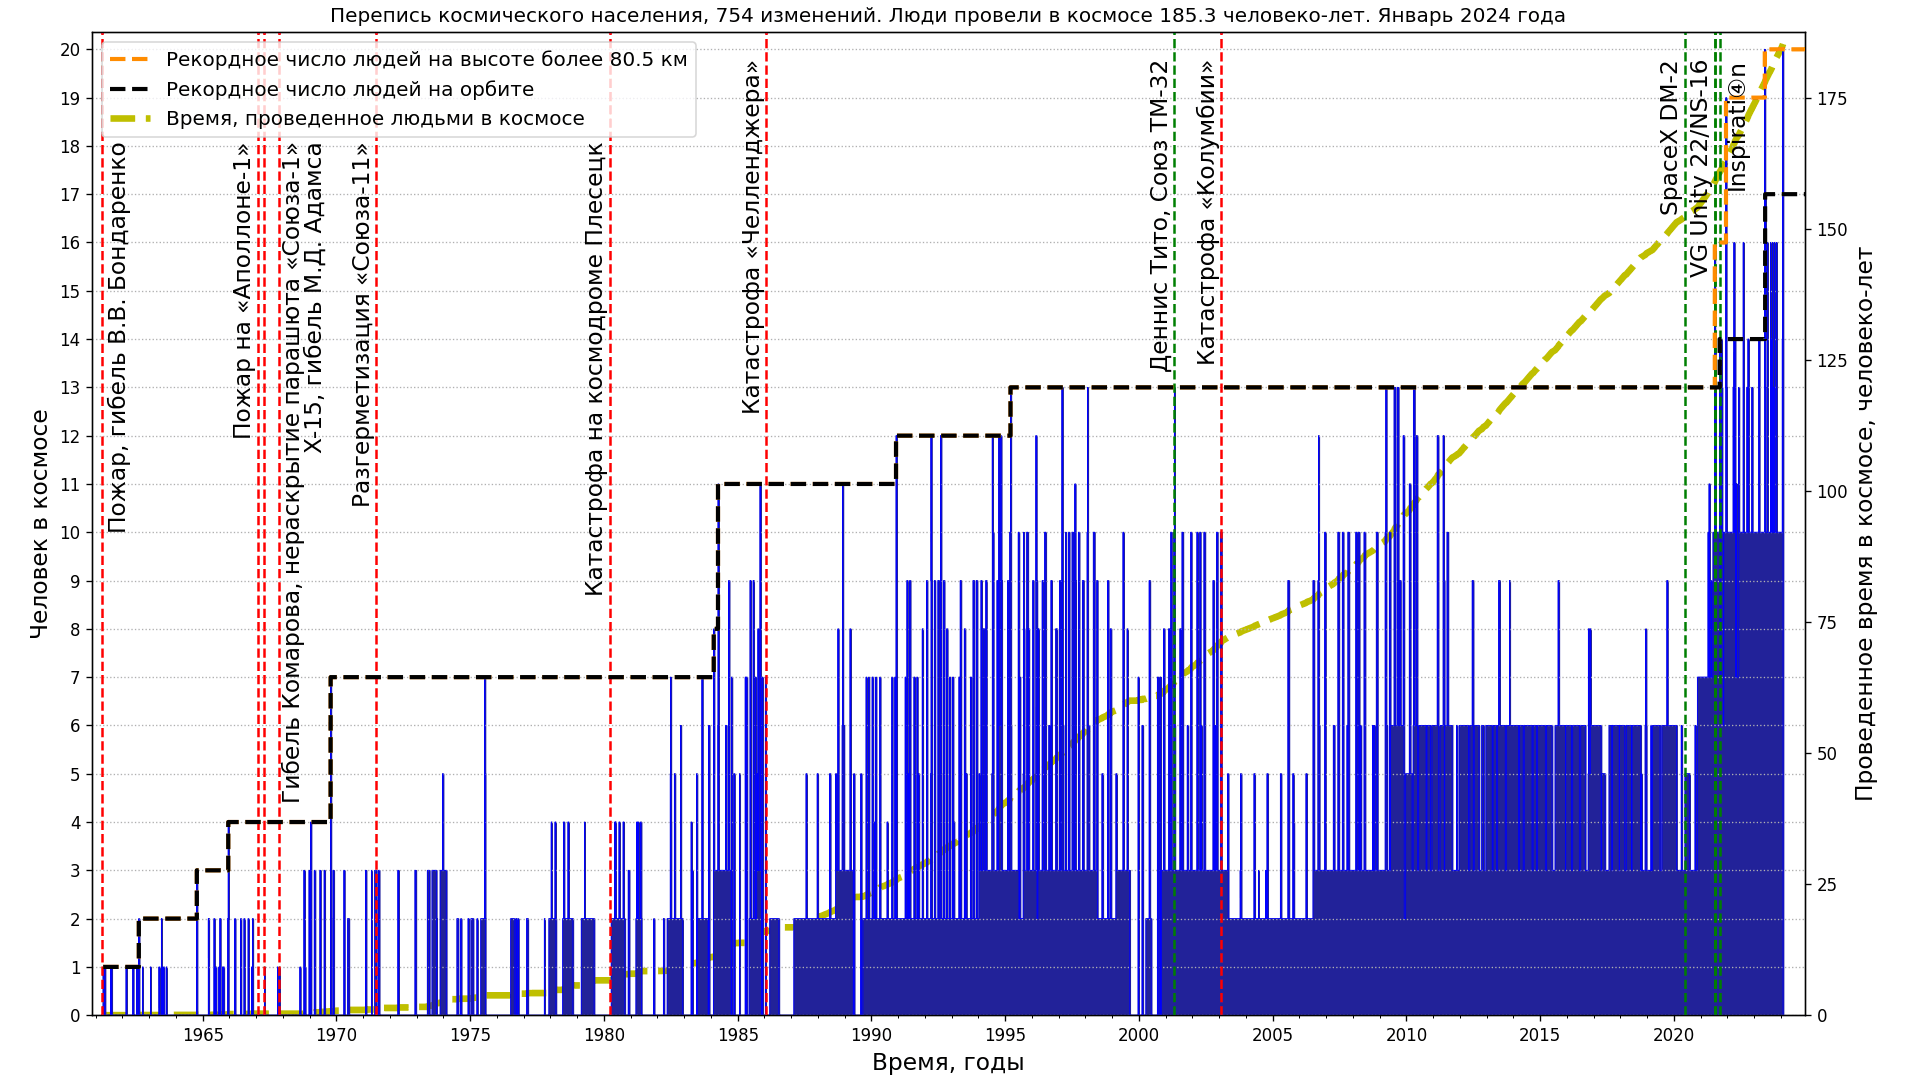 Перепись космического населения, 754 изменений. Люди провели в космосе 185.3 человеко-лет. Январь 2024 года
Рекордное число людей на высоте более 80.5 км
Рекордное число людей на орбите
Время, проведенное людьми в космосе
Пожар, гибель В.В. Бондаренко
Пожар на «Аполлоне-1»
Гибель Комарова, нераскрытие парашюта «Союза-1»
X-15, гибель М.Д. Адамса
Разгерметизация «Союза-11»
Катастрофа на космодроме Плесецк
Катастрофа «Челленджера»
Деннис Тито, Союз ТМ-32
Катастрофа «Колумбии»
SpaceX DM-2
VG Unity 22/NS-16
Inspirati④n
Человек в космосе
20
19
18
17
16
15
14
13
12
11
10
9
8
7
6
5
4
3
2
1
0
175
150
125
100
75
50
25
0
Проведенное время в космосе, человеко-лет
1965 1970 1975 1980 1985 1990 1995 2000 2005 2010 2015 2020
Время, годы